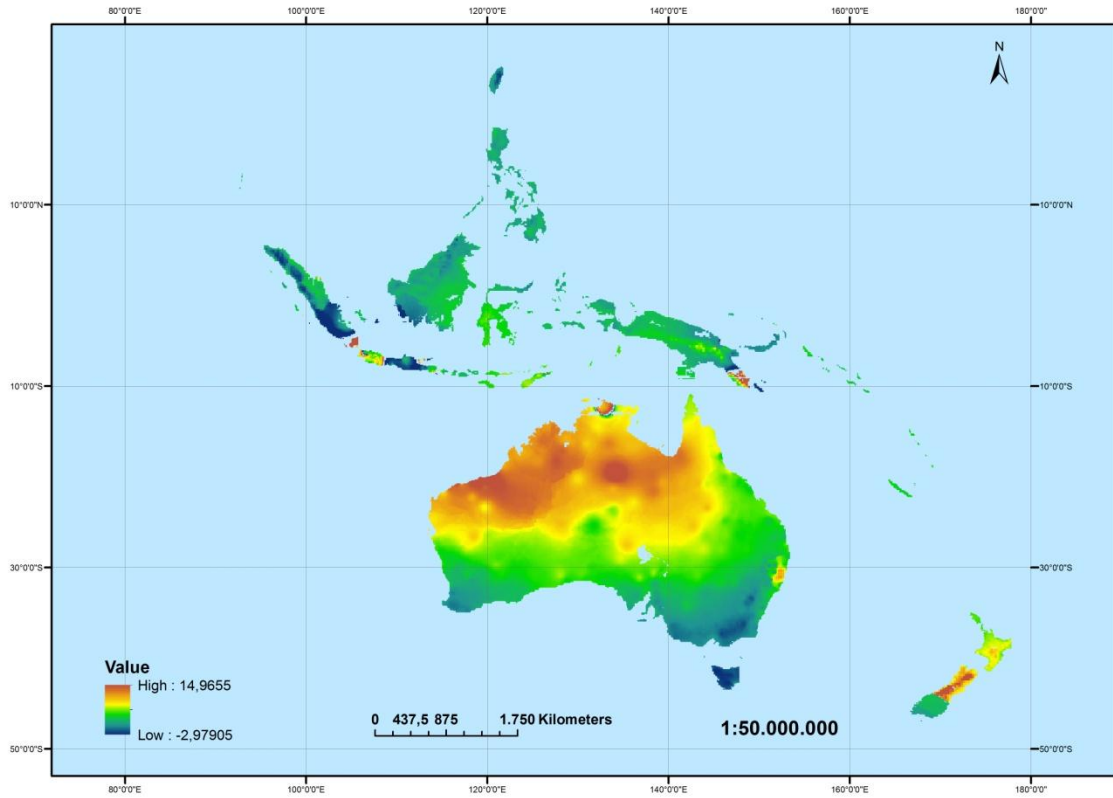 80°0'0"E 100°0'0"E 120°0'0"E 140°0'0"E 160°0'0"E 180°0'0"
N
10°0'0"N 10°0'0"N
10°0'0"S 10°0'0"S
30°0'0"S 30°0'0"S
Value
High : 14,9655
Low : -2,97905
0 437,5 875 1.750 Kilometers
1:50.000.000
50°0'0"S 50°0'0"S
80°0'0"E 100°0'0"E 120°0'0"E 140°0'0"E 160°0'0"E 180°0'0"